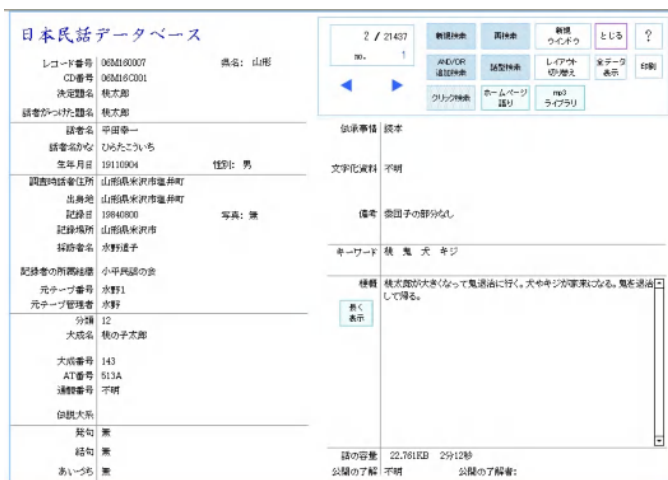 日本民話データベース
レコード番号 06M160007 県名: 山形
CD番号 06M16C001
決定題名 桃太郎
話者がつけた題名 桃太郎
話者名 平田幸一
話者名かな ひらたこういち
生年月日 19110904 性別: 男
調査時話者住所 山形県米沢市塩井町
出身地 山形県米沢市塩井町
記録日 19840800 写真: 無
記録場所 山形県米沢市
採訪者名 水野道子
記録者の所属組織 小平民話の会
元テープ番号 水野1
元テープ管理者 水野
分類 12
大成名 桃の子太郎
大成番号 143
AT番号 513A
通観番号 不明
伝説大系
発句 無
結句 無
あいづち 無
2 / 21437
no. 1
新規検索 再検索 新規ウインドウ とじる ?
AND/OR追加検索 話型検索 レイアウト切り替え 全データ表示 印刷
クリック検索 ホームページ語り mp3ライブラリ
伝承事情 読本
文字化資料 不明
備考 黍団子の部分なし
キーワード 桃 鬼 犬 キジ
梗概 桃太郎が大きくなって鬼退治に行く。犬やキジが家来になる。鬼を退治
して帰る。
長く表示
話の容量 22.761KB 2分12秒
公開の了解 不明 公開の了解者: